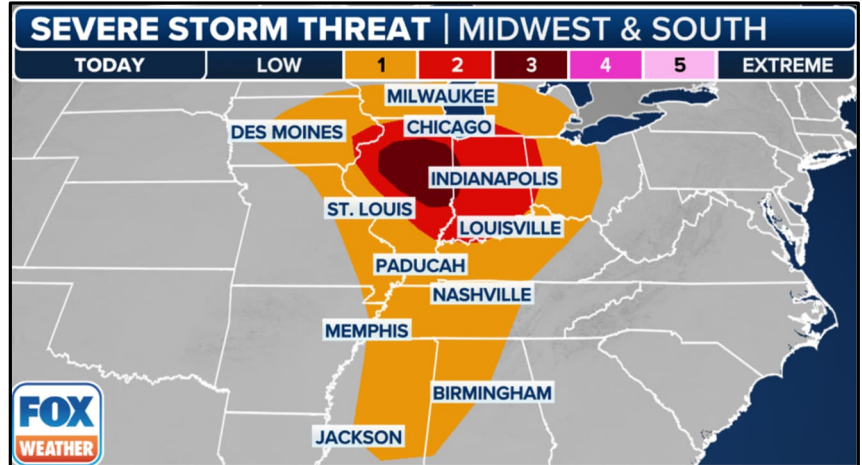 SEVERE STORM THREAT | MIDWEST & SOUTH
TODAY LOW 1 2 3 4 5 EXTREME
MILWAUKEE
DES MOINES
CHICAGO
INDIANAPOLIS
ST. LOUIS
LOUISVILLE
PADUCAH
NASHVILLE
MEMPHIS
BIRMINGHAM
JACKSON
FOX
WEATHER